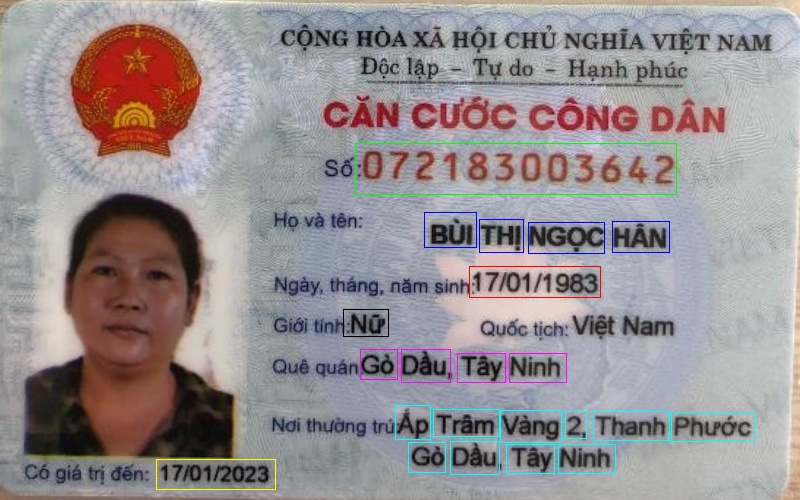 CỘNG HÒA XÃ HỘI CHỦ NGHĨA VIỆT NAM
Độc lập – Tự do – Hạnh phúc
CĂN CƯỚC CÔNG DÂN
Số: 072183003642
Họ và tên: BÙI THỊ NGỌC HÂN
Ngày, tháng, năm sinh: 17/01/1983
Giới tính: Nữ Quốc tịch: Việt Nam
Quê quán: Gò Dầu, Tây Ninh
Nơi thường trú: Ấp Trâm Vàng 2, Thanh Phước
Gò Dầu, Tây Ninh
Có giá trị đến: 17/01/2023